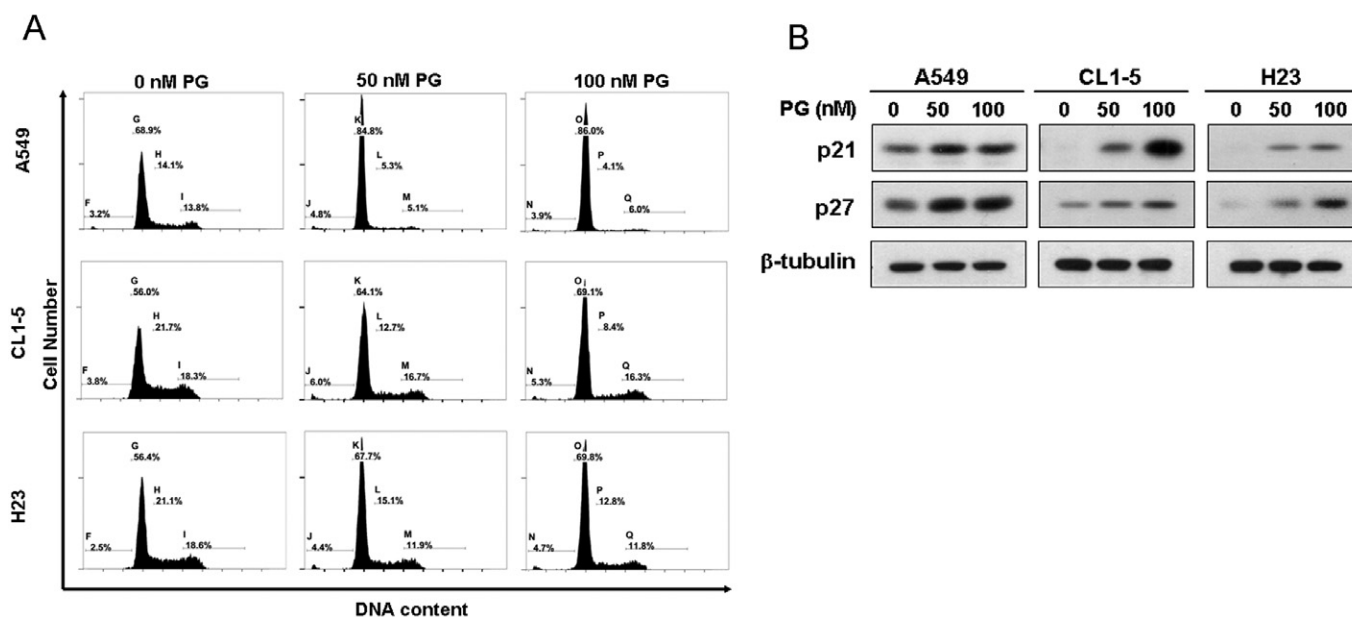 A
0 nM PG 50 nM PG 100 nM PG
A549
G
68.9%
H
14.1%
F
3.2%
I
13.8%
K
84.8%
L
5.3%
J
4.8%
M
5.1%
O
86.0%
P
4.1%
N
3.9%
Q
6.0%
CL1-5
G
56.0%
H
21.7%
F
3.8%
I
18.3%
K
64.1%
L
12.7%
J
6.0%
M
16.7%
O
69.1%
P
8.4%
N
5.3%
Q
16.3%
H23
G
56.4%
H
21.1%
F
2.5%
I
18.6%
K
67.7%
L
15.1%
J
4.4%
M
11.9%
O
69.8%
P
12.8%
N
4.7%
Q
11.8%
Cell Number
DNA content
B
A549 CL1-5 H23
PG (nM) 0 50 100 0 50 100 0 50 100
p21
p27
β-tubulin